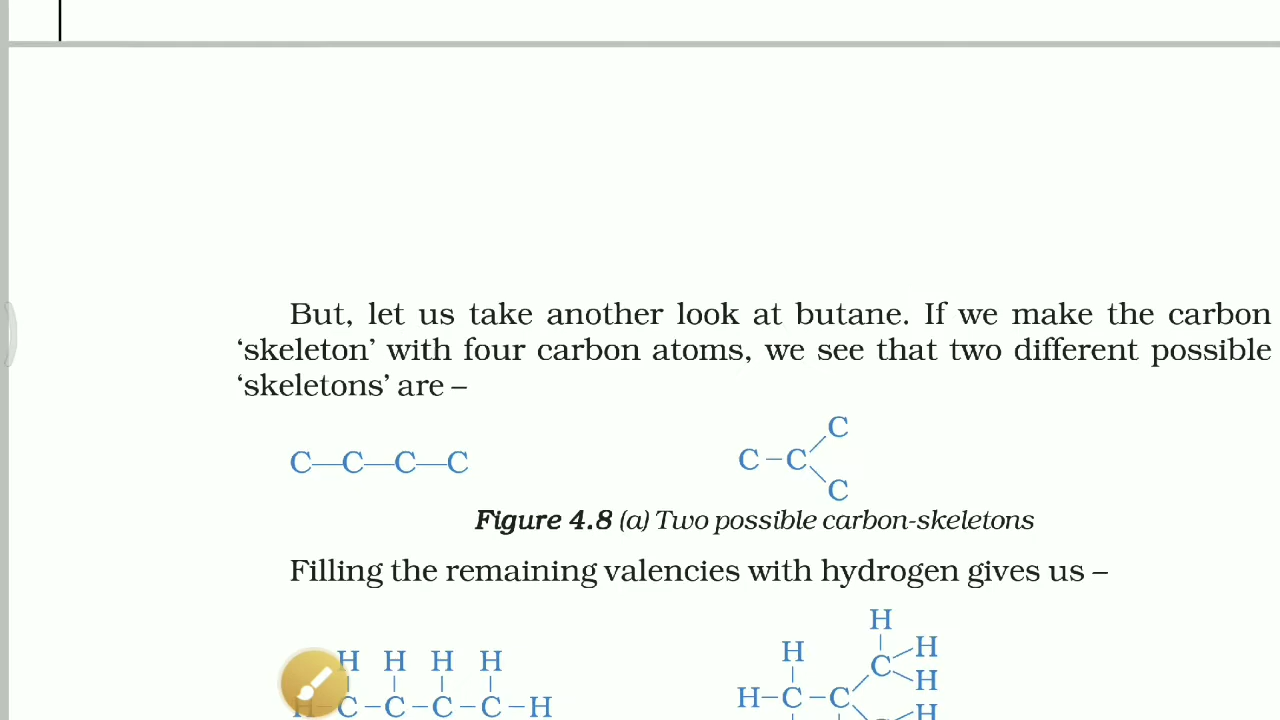 But, let us take another look at butane. If we make the carbon
‘skeleton’ with four carbon atoms, we see that two different possible
‘skeletons’ are –
C
C—C—C—C C–C
C
Figure 4.8 (a) Two possible carbon-skeletons
Filling the remaining valencies with hydrogen gives us –
H
H H
H H H H C
H
H–C–C–C–C–H H–C–C
H